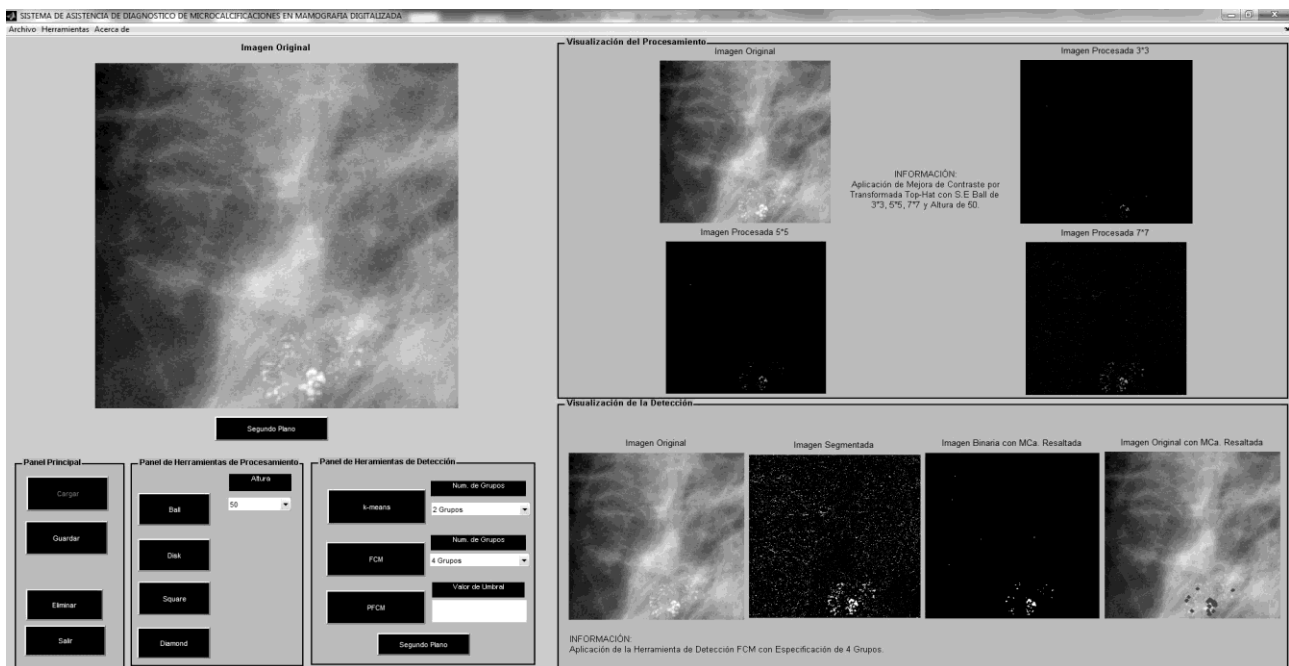 SISTEMA DE ASISTENCIA DE DIAGNOSTICO DE MICROCALCIFICACIONES EN MAMOGRAFIA DIGITALIZADA
Archivo Herramientas Acerca de
Imagen Original
Segundo Plano
Panel Principal
Cargar
Guardar
Eliminar
Salir
Panel de Herramientas de Procesamiento
Altura
50
Ball
Disk
Square
Diamond
Panel de Heramientas de Detección
Num. de Grupos
k-means
2 Grupos
Num. de Grupos
FCM
4 Grupos
Valor de Umbral
PFCM
Segundo Plano
Visualización del Procesamiento
Imagen Original
Imagen Procesada 3*3
INFORMACIÓN:
Aplicación de Mejora de Contraste por
Transformada Top-Hat con S.E Ball de
3*3, 5*5, 7*7 y Altura de 50.
Imagen Procesada 5*5
Imagen Procesada 7*7
Visualización de la Detección
Imagen Original
Imagen Segmentada
Imagen Binaria con MCa. Resaltada
Imagen Original con MCa. Resaltada
INFORMACIÓN:
Aplicación de la Herramienta de Detección FCM con Especificación de 4 Grupos.